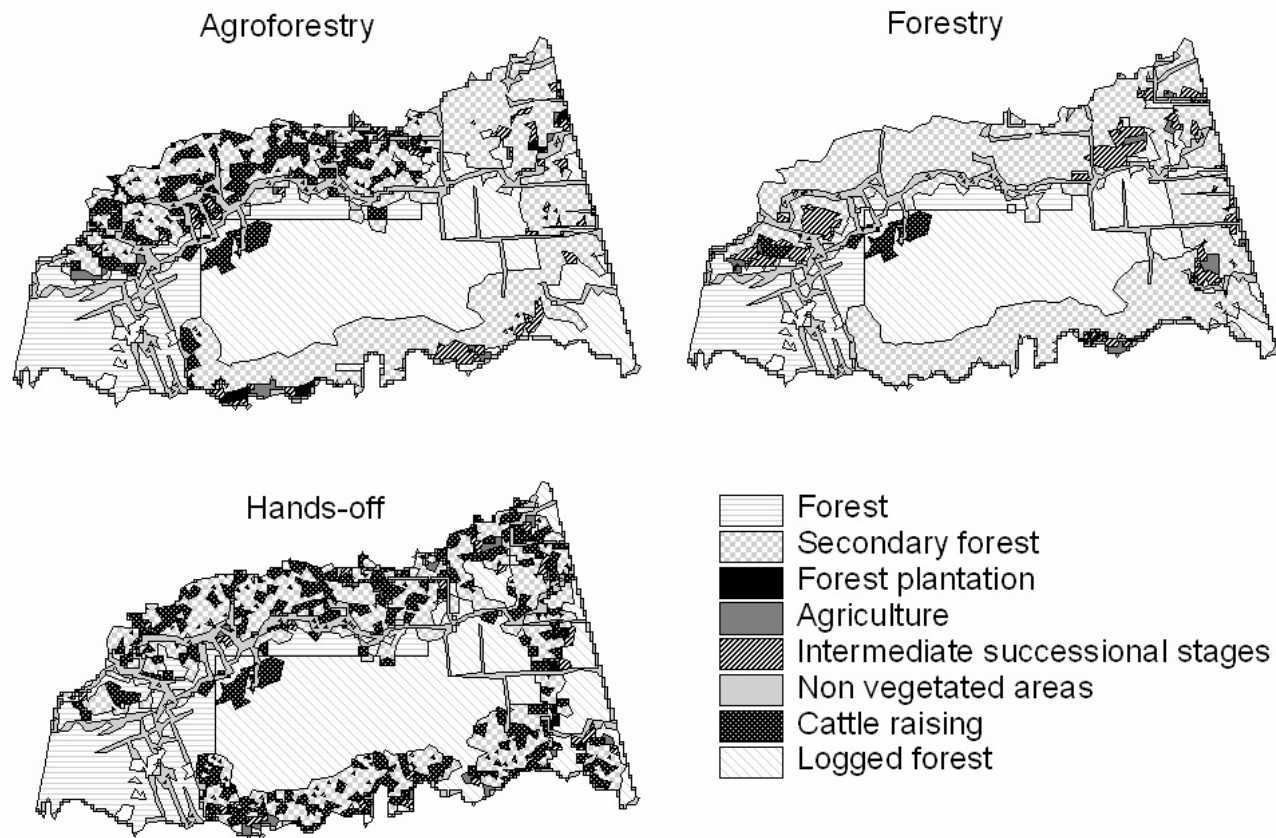 Agroforestry
Forestry
Hands-off
Forest
Secondary forest
Forest plantation
Agriculture
Intermediate successional stages
Non vegetated areas
Cattle raising
Logged forest